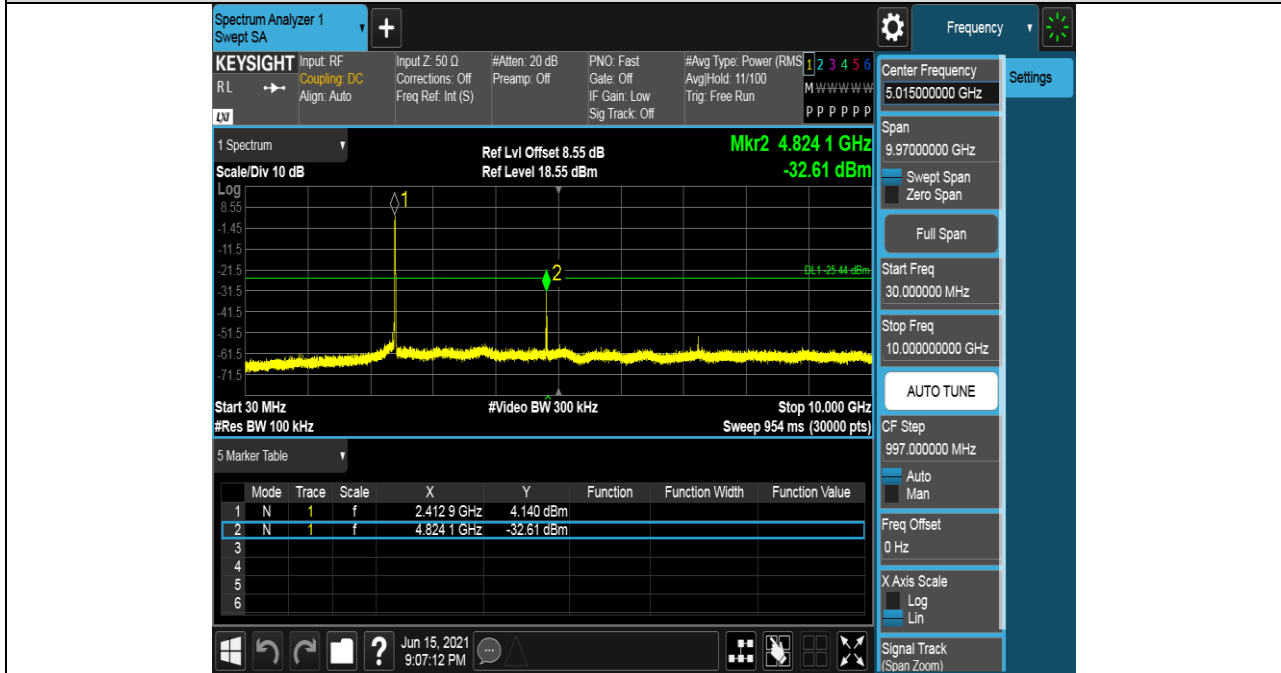 Spectrum Analyzer 1
Swept SA
Frequency
KEYSIGHT
RL
LXI
Input: RF
Coupling: DC
Align: Auto
Input Z: 50 Ω
Corrections: Off
Freq Ref: Int (S)
#Atten: 20 dB
Preamp: Off
PNO: Fast
Gate: Off
IF Gain: Low
Sig Track: Off
#Avg Type: Power (RMS
Avg|Hold: 11/100
Trig: Free Run
1 2 3 4 5 6
M W W W W W
P P P P P P
1 Spectrum
Scale/Div 10 dB
Ref Lvl Offset 8.55 dB
Ref Level 18.55 dBm
Mkr2 4.824 1 GHz
-32.61 dBm
Log
8.55
-1.45
-11.5
-21.5
-31.5
-41.5
-51.5
-61.5
-71.5
1
2
DL1 -25.44 dBm
Start 30 MHz
#Video BW 300 kHz
Stop 10.000 GHz
#Res BW 100 kHz
Sweep 954 ms (30000 pts)
5 Marker Table
Mode Trace Scale X Y Function Function Width Function Value
1 N 1 f 2.412 9 GHz 4.140 dBm
2 N 1 f 4.824 1 GHz -32.61 dBm
3
4
5
6
Jun 15, 2021
9:07:12 PM
Center Frequency
5.015000000 GHz
Settings
Span
9.97000000 GHz
Swept Span
Zero Span
Full Span
Start Freq
30.000000 MHz
Stop Freq
10.000000000 GHz
AUTO TUNE
CF Step
997.000000 MHz
Auto
Man
Freq Offset
0 Hz
X Axis Scale
Log
Lin
Signal Track
(Span Zoom)